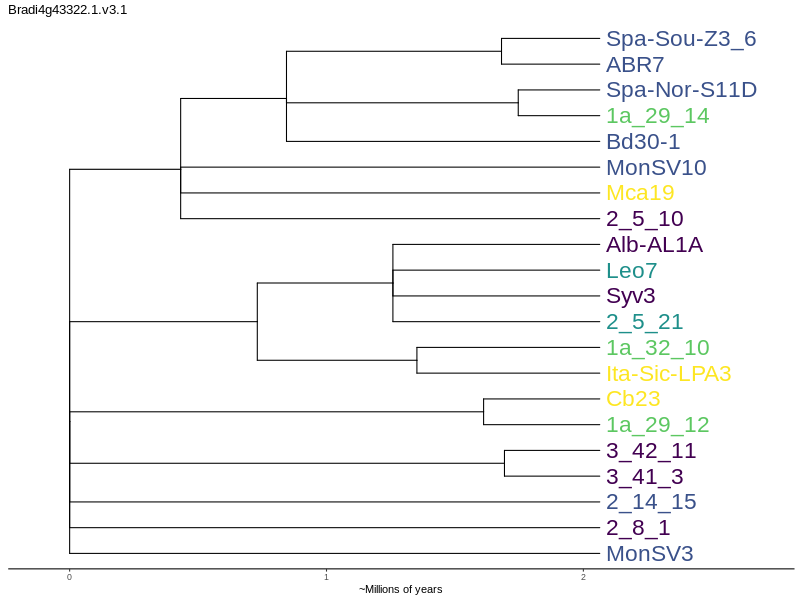 Bradi4g43322.1.v3.1
Spa-Sou-Z3_6
ABR7
Spa-Nor-S11D
1a_29_14
Bd30-1
MonSV10
Mca19
2_5_10
Alb-AL1A
Leo7
Syv3
2_5_21
1a_32_10
Ita-Sic-LPA3
Cb23
1a_29_12
3_42_11
3_41_3
2_14_15
2_8_1
MonSV3
0 1 2
~Millions of years